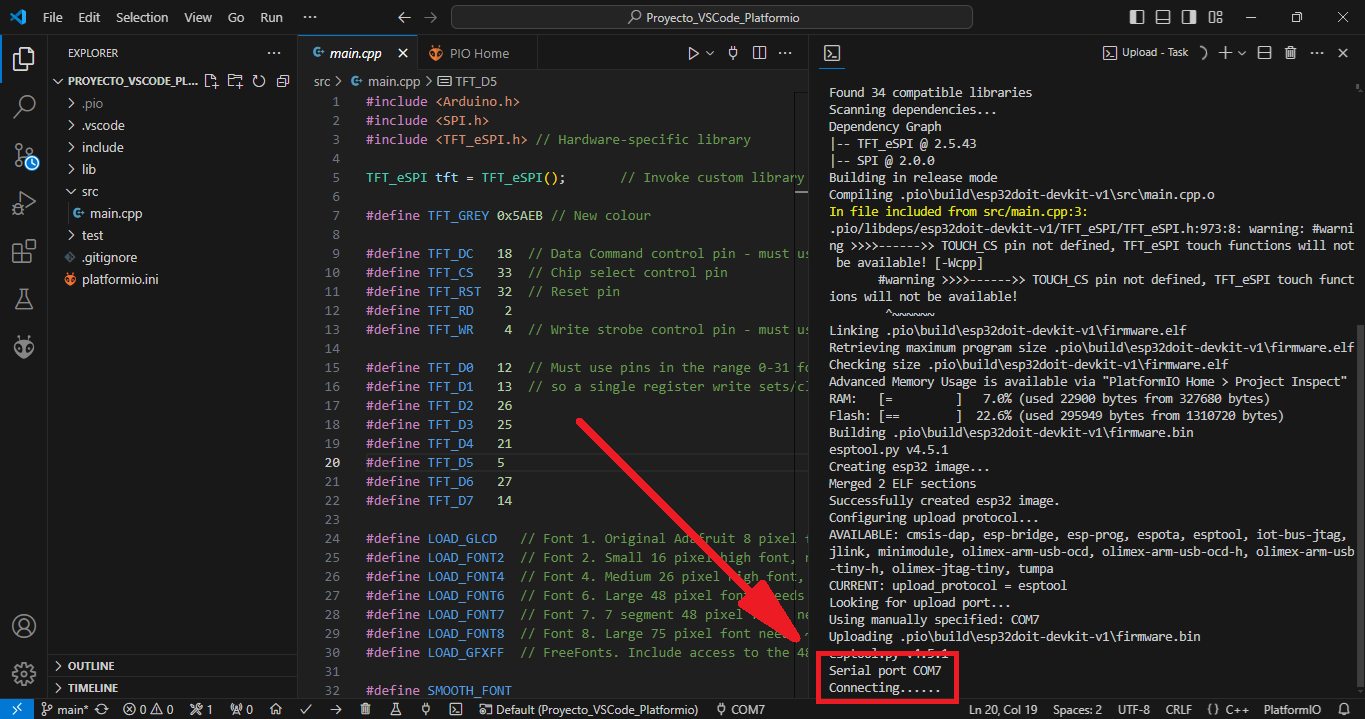 File Edit Selection View Go Run ···
Proyecto_VSCode_Platformio
EXPLORER
PROYECTO_VSCODE_PL...
.pio
.vscode
include
lib
src
main.cpp
test
.gitignore
platformio.ini
OUTLINE
TIMELINE
main.cpp
PIO Home
src > main.cpp > TFT_D5
1 #include <Arduino.h>
2 #include <SPI.h>
3 #include <TFT_eSPI.h> // Hardware-specific library
4
5 TFT_eSPI tft = TFT_eSPI(); // Invoke custom library
6
7 #define TFT_GREY 0x5AEB // New colour
8
9 #define TFT_DC 18 // Data Command control pin - must us
10 #define TFT_CS 33 // Chip select control pin
11 #define TFT_RST 32 // Reset pin
12 #define TFT_RD 2
13 #define TFT_WR 4 // Write strobe control pin - must us
14
15 #define TFT_D0 12 // Must use pins in the range 0-31 fo
16 #define TFT_D1 13 // so a single register write sets/cl
17 #define TFT_D2 26
18 #define TFT_D3 25
19 #define TFT_D4 21
20 #define TFT_D5 5
21 #define TFT_D6 27
22 #define TFT_D7 14
23
24 #define LOAD_GLCD // Font 1. Original Adafruit 8 pixel f
25 #define LOAD_FONT2 // Font 2. Small 16 pixel high font, n
26 #define LOAD_FONT4 // Font 4. Medium 26 pixel high font,
27 #define LOAD_FONT6 // Font 6. Large 48 pixel font, needs
28 #define LOAD_FONT7 // Font 7. 7 segment 48 pixel ne
29 #define LOAD_FONT8 // Font 8. Large 75 pixel font need
30 #define LOAD_GFXFF // FreeFonts. Include access to the 48
31
32 #define SMOOTH_FONT
Upload - Task
Found 34 compatible libraries
Scanning dependencies...
Dependency Graph
|-- TFT_eSPI @ 2.5.43
|-- SPI @ 2.0.0
Building in release mode
Compiling .pio\build\esp32doit-devkit-v1\src\main.cpp.o
In file included from src/main.cpp:3:
.pio/libdeps/esp32doit-devkit-v1/TFT_eSPI/TFT_eSPI.h:973:8: warning: #warni
ng >>>>------>> TOUCH_CS pin not defined, TFT_eSPI touch functions will not
be available! [-Wcpp]
#warning >>>>------>> TOUCH_CS pin not defined, TFT_eSPI touch funct
ions will not be available!
^~~~~~~
Linking .pio\build\esp32doit-devkit-v1\firmware.elf
Retrieving maximum program size .pio\build\esp32doit-devkit-v1\firmware.elf
Checking size .pio\build\esp32doit-devkit-v1\firmware.elf
Advanced Memory Usage is available via "PlatformIO Home > Project Inspect"
RAM: [= ] 7.0% (used 22900 bytes from 327680 bytes)
Flash: [== ] 22.6% (used 295949 bytes from 1310720 bytes)
Building .pio\build\esp32doit-devkit-v1\firmware.bin
esptool.py v4.5.1
Creating esp32 image...
Merged 2 ELF sections
Successfully created esp32 image.
Configuring upload protocol...
AVAILABLE: cmsis-dap, esp-bridge, esp-prog, espota, esptool, iot-bus-jtag,
jlink, minimodule, olimex-arm-usb-ocd, olimex-arm-usb-ocd-h, olimex-arm-usb
-tiny-h, olimex-jtag-tiny, tumpa
CURRENT: upload_protocol = esptool
Looking for upload port...
Using manually specified: COM7
Uploading .pio\build\esp32doit-devkit-v1\firmware.bin
esptool.py v4.5.1
Serial port COM7
Connecting......
main* 0 0 1 0 Default (Proyecto_VSCode_Platformio) COM7 Ln 20, Col 19 Spaces: 2 UTF-8 CRLF {} C++ PlatformIO